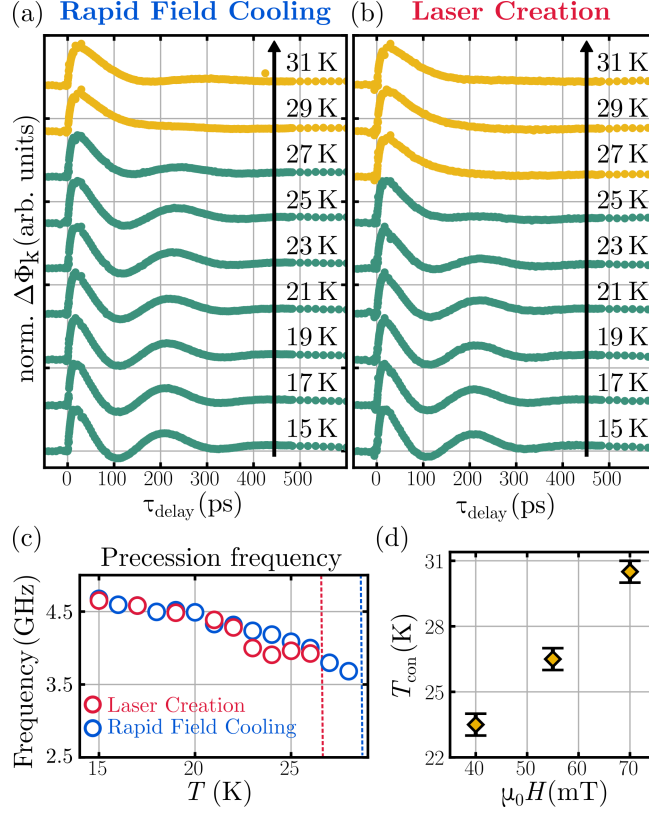 (a) Rapid Field Cooling
(b) Laser Creation
norm. ΔΦk (arb. units)
31 K
29 K
27 K
25 K
23 K
21 K
19 K
17 K
15 K
0 100 200 300 400 500
τdelay (ps)
31 K
29 K
27 K
25 K
23 K
21 K
19 K
17 K
15 K
0 100 200 300 400 500
τdelay (ps)
(c)
Precession frequency
Frequency (GHz)
4.5
3.5
2.5
Laser Creation
Rapid Field Cooling
15 20 25
T (K)
(d)
Tcon (K)
31
28
24
22
40 50 60 70
μ0H(mT)